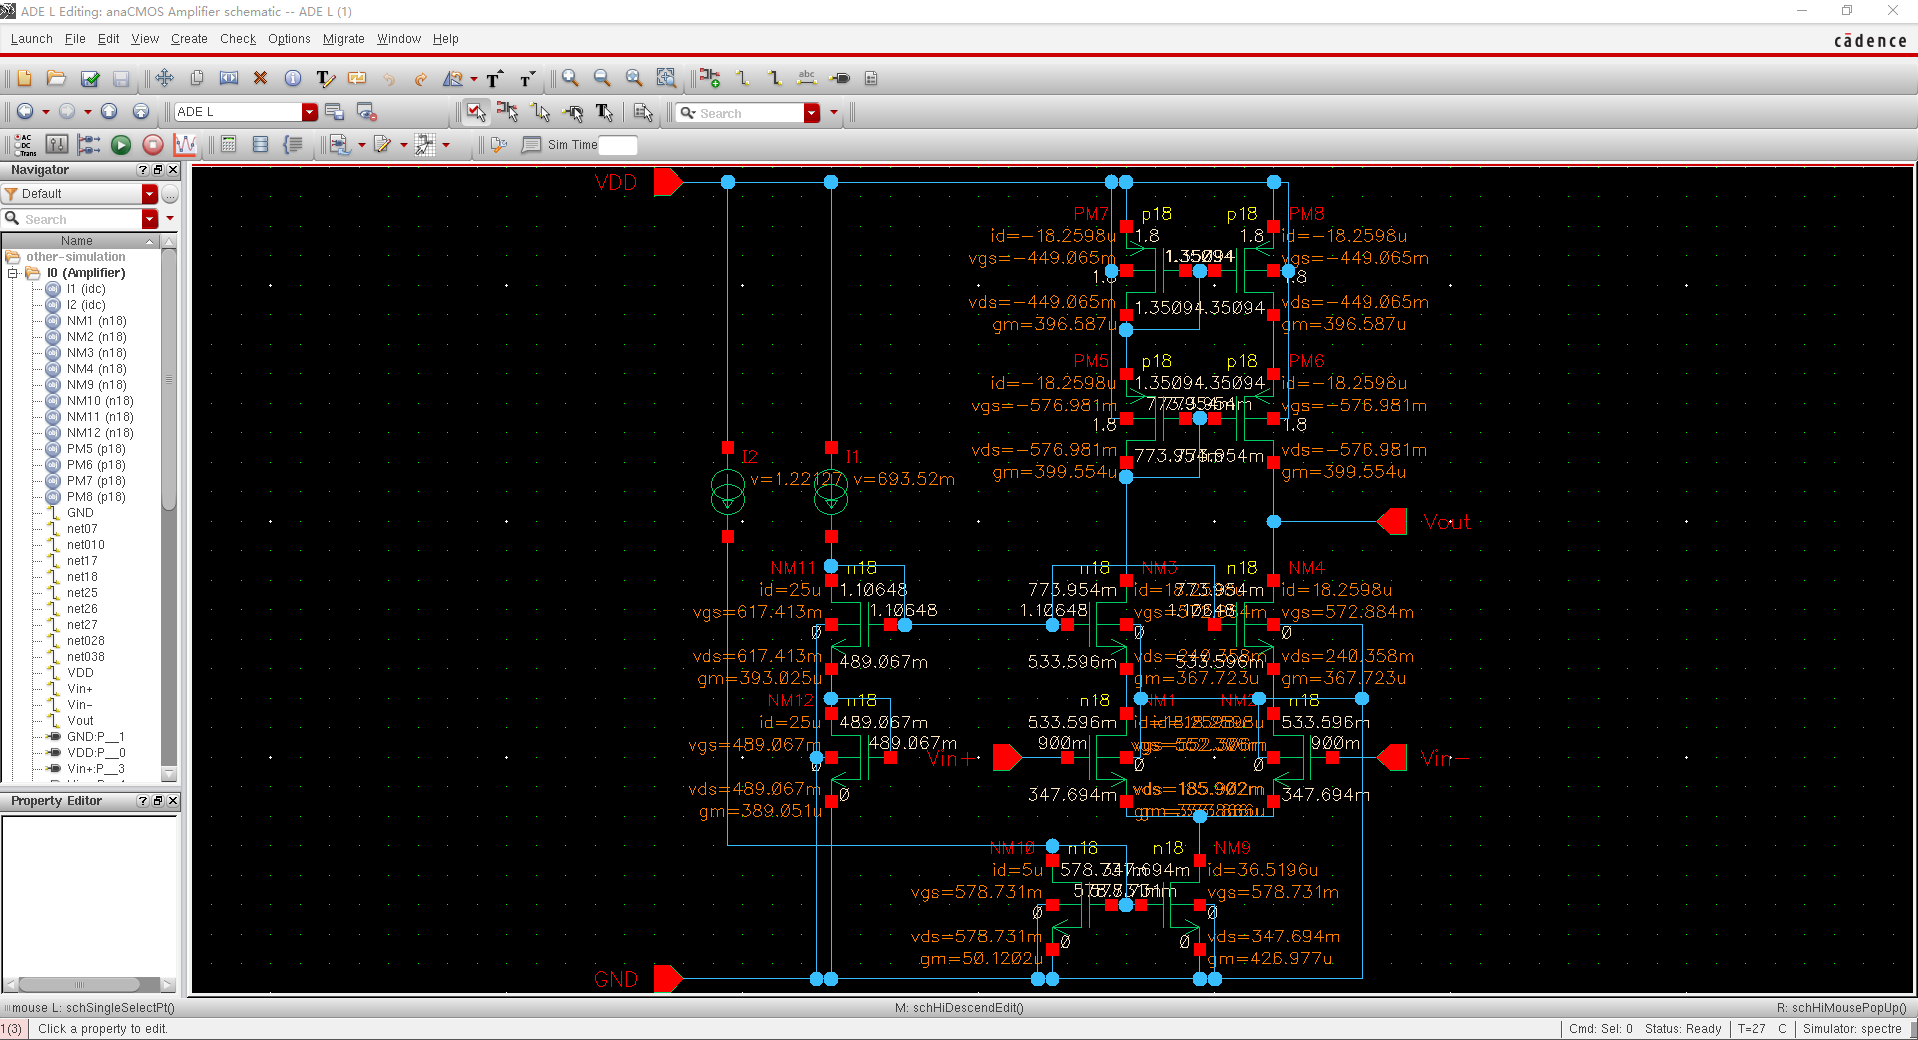 ADE L Editing: anaCMOS Amplifier schematic -- ADE L (1)
Launch File Edit View Create Check Options Migrate Window Help
cādence
ADE L
Search
Sim Time
Navigator
Default
Search
Name
other-simulation
I0 (Amplifier)
I1 (idc)
I2 (idc)
NM1 (n18)
NM2 (n18)
NM3 (n18)
NM4 (n18)
NM9 (n18)
NM10 (n18)
NM11 (n18)
NM12 (n18)
PM5 (p18)
PM6 (p18)
PM7 (p18)
PM8 (p18)
GND
net07
net010
net17
net18
net25
net26
net27
net028
net038
VDD
Vin+
Vin-
Vout
GND:P__1
VDD:P__0
Vin+:P__3
Property Editor
VDD
PM7 p18 p18 PM8
id=-18.2598u 1.8 1.8 id=-18.2598u
vgs=-449.065m 1.35094 vgs=-449.065m
1.8 1.8
vds=-449.065m 1.35094 1.35094 vds=-449.065m
gm=396.587u gm=396.587u
PM5 p18 p18 PM6
id=-18.2598u 1.35094 1.35094 id=-18.2598u
vgs=-576.981m 773.954m vgs=-576.981m
1.8 1.8
vds=-576.981m 773.954m 773.954m vds=-576.981m
gm=399.554u gm=399.554u
I2 I1
v=1.22127 v=693.52m
Vout
NM11 n18 n18 NM3 n18 NM4
id=25u 1.10648 773.954m id=18.2598u 773.954m id=18.2598u
vgs=617.413m 1.10648 1.10648 vgs=572.884m 1.10648 vgs=572.884m
0 0 0
vds=617.413m 489.067m 533.596m vds=240.358m 533.596m vds=240.358m
gm=393.025u gm=367.723u gm=367.723u
NM12 n18 n18 NM1 NM2 n18
id=25u 489.067m 533.596m id=18.2598u 533.596m
vgs=489.067m 489.067m Vin+ 900m vgs=552.306m 900m Vin-
0 0 0
vds=489.067m 0 347.694m vds=185.902m 347.694m
gm=389.051u
NM10 n18 n18 NM9
id=5u 578.731m 347.694m id=36.5196u
vgs=578.731m 578.731m 578.731m vgs=578.731m
0 0
vds=578.731m 0 0 vds=347.694m
gm=50.1202u gm=426.977u
GND
mouse L: schSingleSelectPt() M: schHiDescendEdit() R: schHiMousePopUp()
1(3) Click a property to edit. Cmd: Sel: 0 Status: Ready T=27 C Simulator: spectre